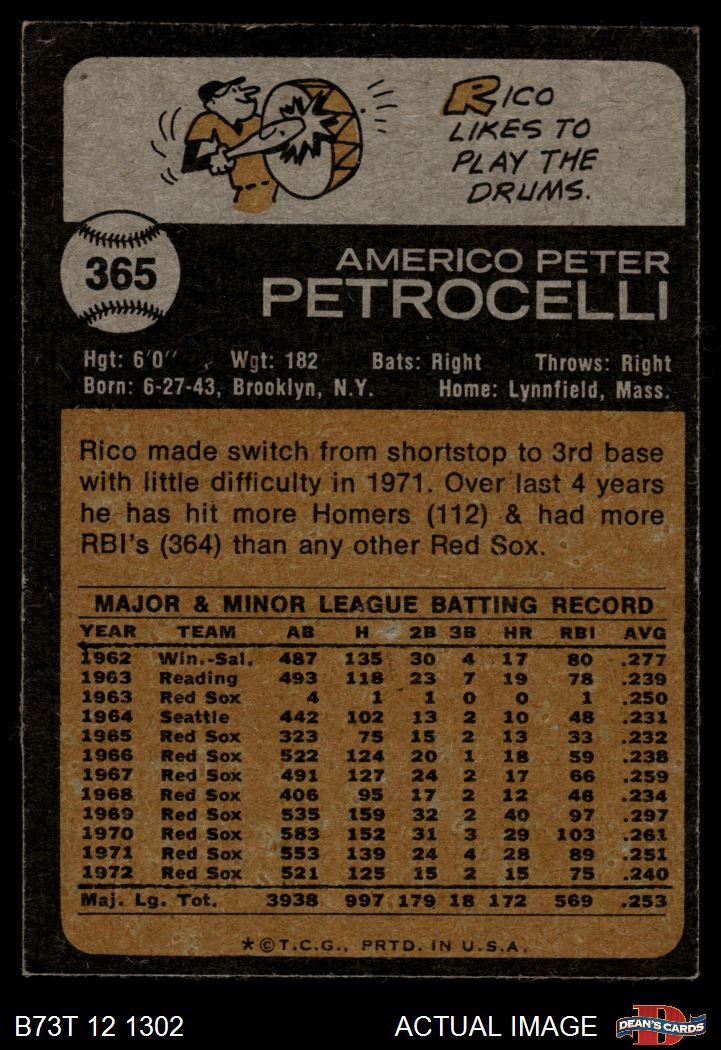 RICO
LIKES TO
PLAY THE
DRUMS.
365
AMERICO PETER
PETROCELLI
Hgt: 6'0" Wgt: 182 Bats: Right Throws: Right
Born: 6-27-43, Brooklyn, N.Y. Home: Lynnfield, Mass.
Rico made switch from shortstop to 3rd base
with little difficulty in 1971. Over last 4 years
he has hit more Homers (112) & had more
RBI's (364) than any other Red Sox.
MAJOR & MINOR LEAGUE BATTING RECORD
YEAR TEAM AB H 2B 3B HR RBI AVG
1962 Win.-Sal. 487 135 30 4 17 80 .277
1963 Reading 493 118 23 7 19 78 .239
1963 Red Sox 4 1 1 0 0 1 .250
1964 Seattle 442 102 13 2 10 48 .231
1965 Red Sox 323 75 15 2 13 33 .232
1966 Red Sox 522 124 20 1 18 59 .238
1967 Red Sox 491 127 24 2 17 66 .259
1968 Red Sox 406 95 17 2 12 46 .234
1969 Red Sox 535 159 32 2 40 97 .297
1970 Red Sox 583 152 31 3 29 103 .261
1971 Red Sox 553 139 24 4 28 89 .251
1972 Red Sox 521 125 15 2 15 75 .240
Maj. Lg. Tot. 3938 997 179 18 172 569 .253
★©T.C.G., PRTD. IN U.S.A.
B73T 12 1302 ACTUAL IMAGE
D
DEAN'S CARDS